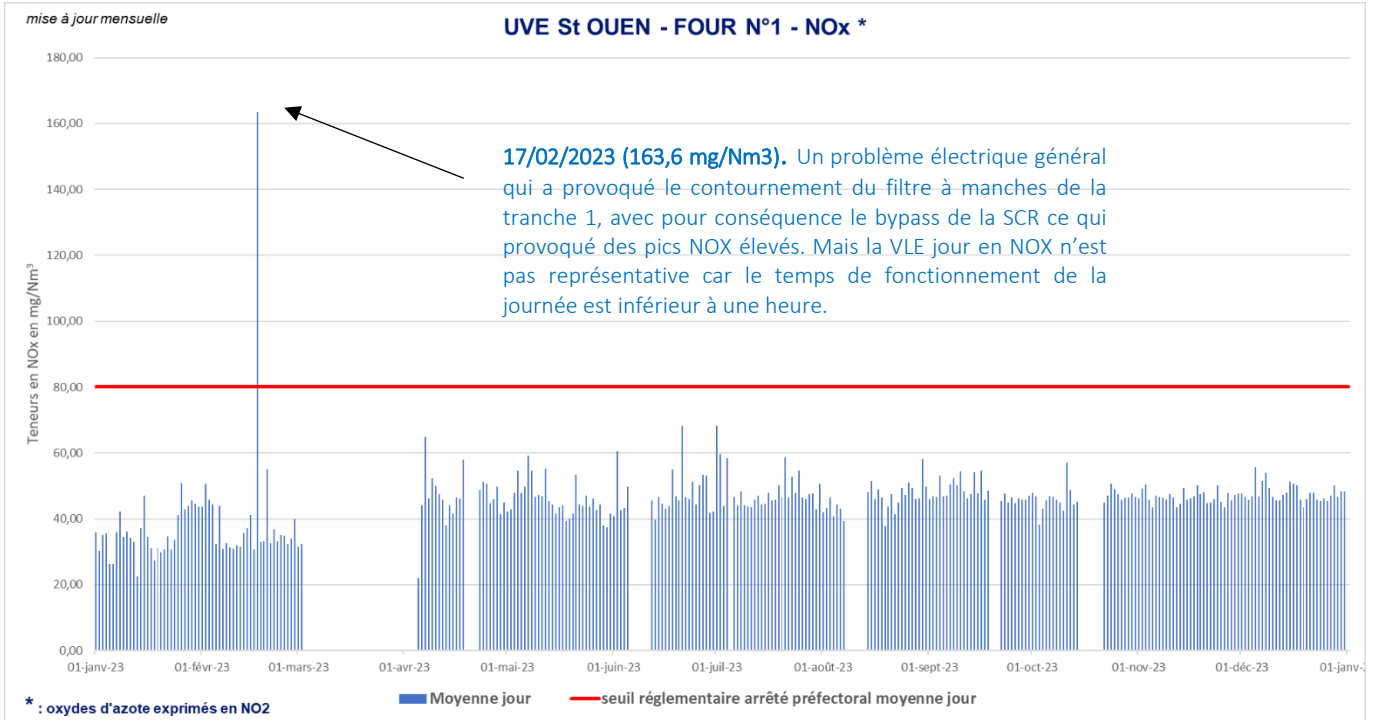 mise à jour mensuelle
UVE St OUEN - FOUR N°1 - NOx *
180,00
160,00
140,00
120,00
100,00
80,00
60,00
40,00
20,00
0,00
Teneurs en NOx en mg/Nm³
17/02/2023 (163,6 mg/Nm3). Un problème électrique général
qui a provoqué le contournement du filtre à manches de la
tranche 1, avec pour conséquence le bypass de la SCR ce qui
provoqué des pics NOX élevés. Mais la VLE jour en NOX n’est
pas représentative car le temps de fonctionnement de la
journée est inférieur à une heure.
01-janv-23 01-févr-23 01-mars-23 01-avr-23 01-mai-23 01-juin-23 01-juil-23 01-août-23 01-sept-23 01-oct-23 01-nov-23 01-déc-23 01-janv-
Moyenne jour seuil réglementaire arrêté préfectoral moyenne jour
* : oxydes d'azote exprimés en NO2